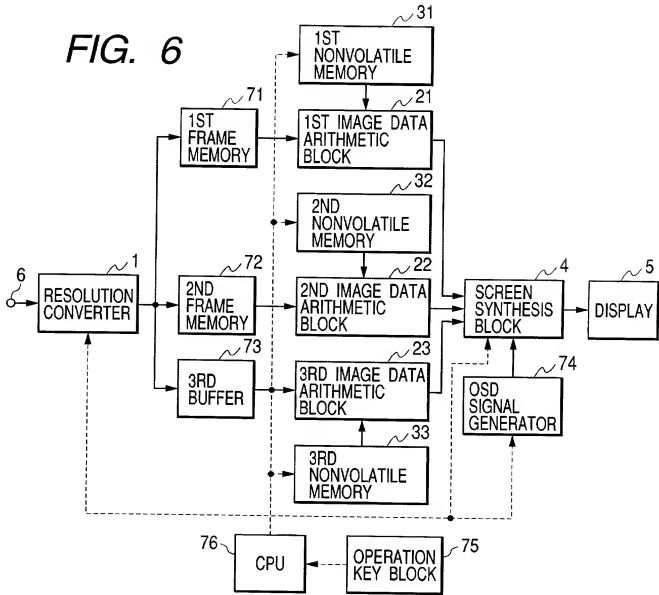 FIG. 6
31
1ST
NONVOLATILE
MEMORY
71
1ST
FRAME
MEMORY
21
1ST IMAGE DATA
ARITHMETIC
BLOCK
32
2ND
NONVOLATILE
MEMORY
6
1
RESOLUTION
CONVERTER
72
2ND
FRAME
MEMORY
22
2ND IMAGE DATA
ARITHMETIC
BLOCK
4
SCREEN
SYNTHESIS
BLOCK
5
DISPLAY
73
3RD
BUFFER
23
3RD IMAGE DATA
ARITHMETIC
BLOCK
74
OSD
SIGNAL
GENERATOR
33
3RD
NONVOLATILE
MEMORY
76
CPU
OPERATION
KEY BLOCK
75